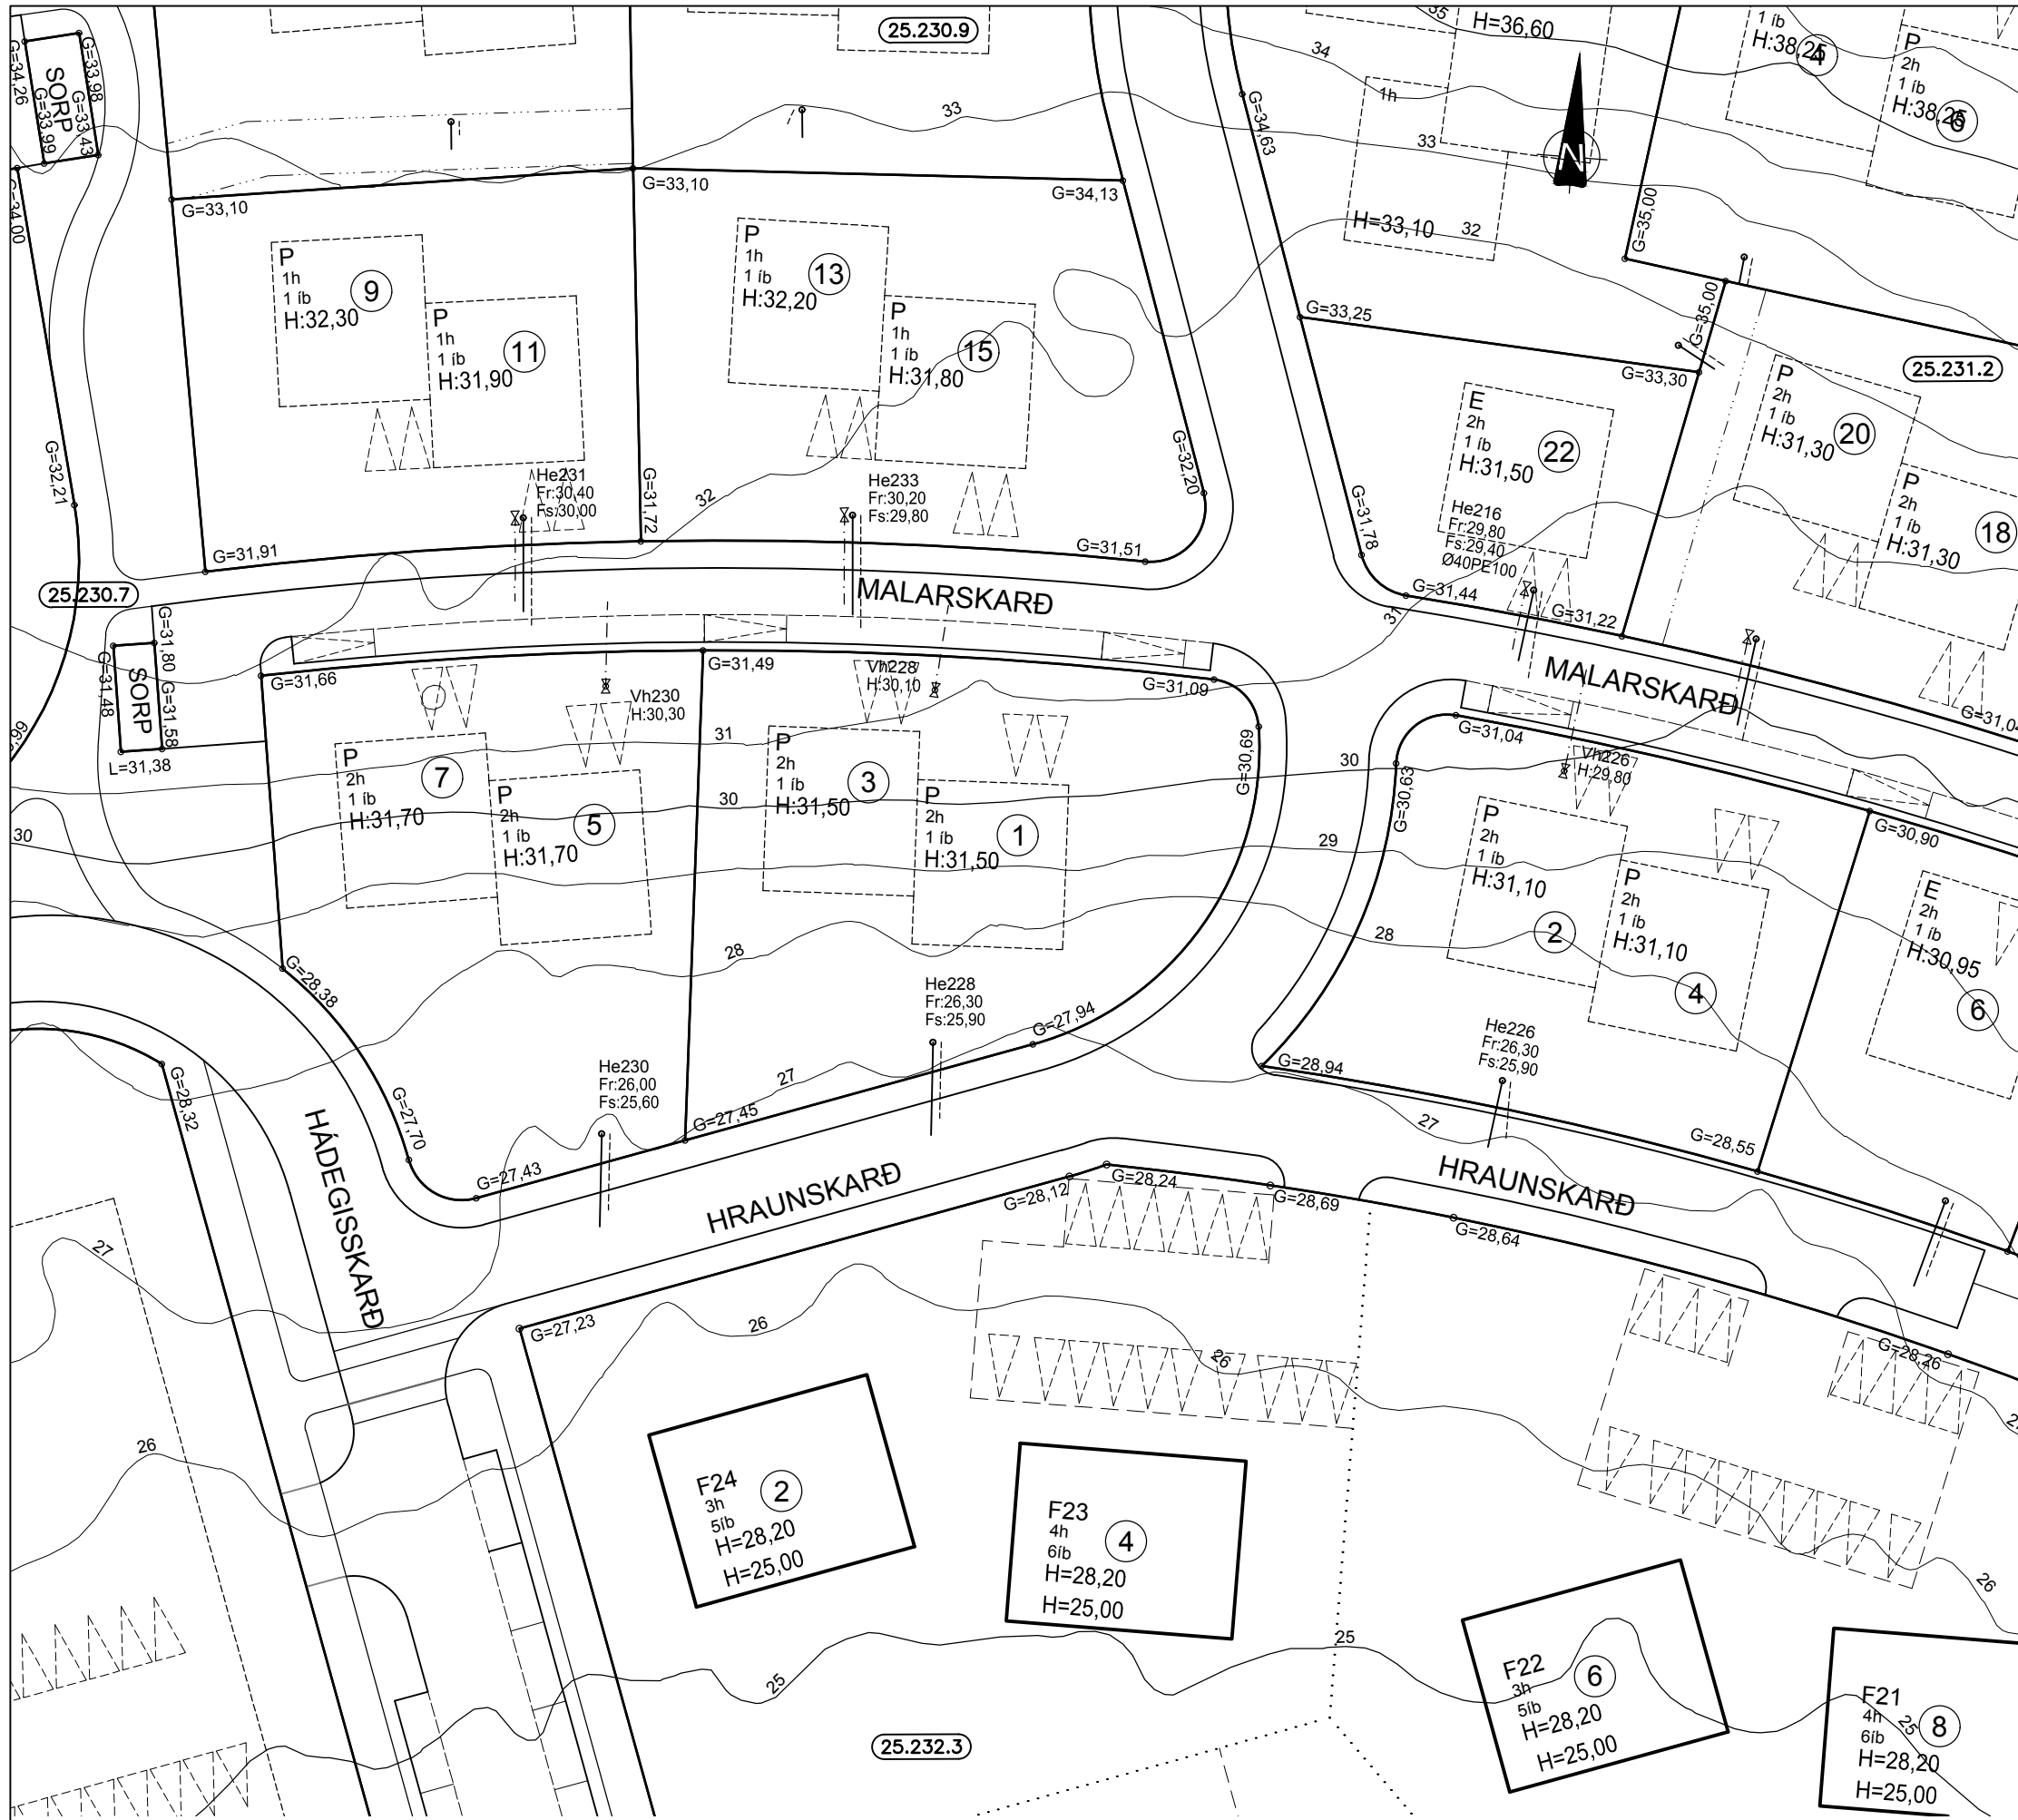 25.230.9
H=36,60
35
34
33
33
1h
H=33,10
32
1 íb
H:38,25
4
P
2h
1 íb
H:38,25
6
N
G=34,26
G=33,98
SORP
G=33,99
G=33,43
G=34,00
G=33,10
G=33,10
G=34,13
G=34,63
G=35,00
G=35,00
G=33,25
G=33,30
25.231.2
P
1h
1 íb
H:32,30
9
P
1h
1 íb
H:31,90
11
P
1h
1 íb
H:32,20
13
P
1h
1 íb
H:31,80
15
E
2h
1 íb
H:31,50
22
P
2h
1 íb
H:31,30
20
P
2h
1 íb
H:31,30
18
G=32,21
He231
Fr:30,40
Fs:30,00
G=31,72
32
He233
Fr:30,20
Fs:29,80
G=32,20
G=31,78
He216
Fr:29,80
Fs:29,40
Ø40PE100
G=31,91
G=31,51
G=31,44
G=31,22
31
25.230.7
MALARSKARÐ
MALARSKARÐ
G=31,80
G=31,48
SORP
G=31,58
L=31,38
G=31,66
G=31,49
Vh230
H:30,30
Vh228
H:30,10
G=31,09
G=31,04
G=31,04
Vh226
H:29,80
31
30
30
30
G=30,69
G=30,63
P
2h
1 íb
H:31,70
7
P
2h
1 íb
H:31,70
5
P
2h
1 íb
H:31,50
3
P
2h
1 íb
H:31,50
1
P
2h
1 íb
H:31,10
2
P
2h
1 íb
H:31,10
4
E
2h
1 íb
H:30,95
6
G=30,90
29
28
28
G=28,38
G=27,70
G=28,32
He230
Fr:26,00
Fs:25,60
He228
Fr:26,30
Fs:25,90
He226
Fr:26,30
Fs:25,90
G=27,94
G=28,94
G=28,55
27
27
27
G=27,45
G=27,43
HÁDEGISSKARÐ
HRAUNSKARÐ
HRAUNSKARÐ
G=28,12
G=28,24
G=28,69
G=28,64
G=28,26
G=27,23
26
26
26
26
F24
3h
5íb
H=28,20
H=25,00
2
F23
4h
6íb
H=28,20
H=25,00
4
F22
3h
5íb
H=28,20
H=25,00
6
F21
4h
6íb
H=28,20
H=25,00
8
25
25
25
25.232.3